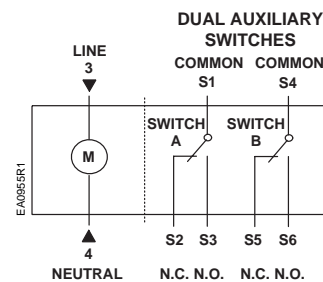 DUAL AUXILIARY
SWITCHES
LINE
3
COMMON COMMON
S1 S4
SWITCH
A
SWITCH
B
M
EA0955R1
4
S2 S3 S5 S6
NEUTRAL N.C. N.O. N.C. N.O.